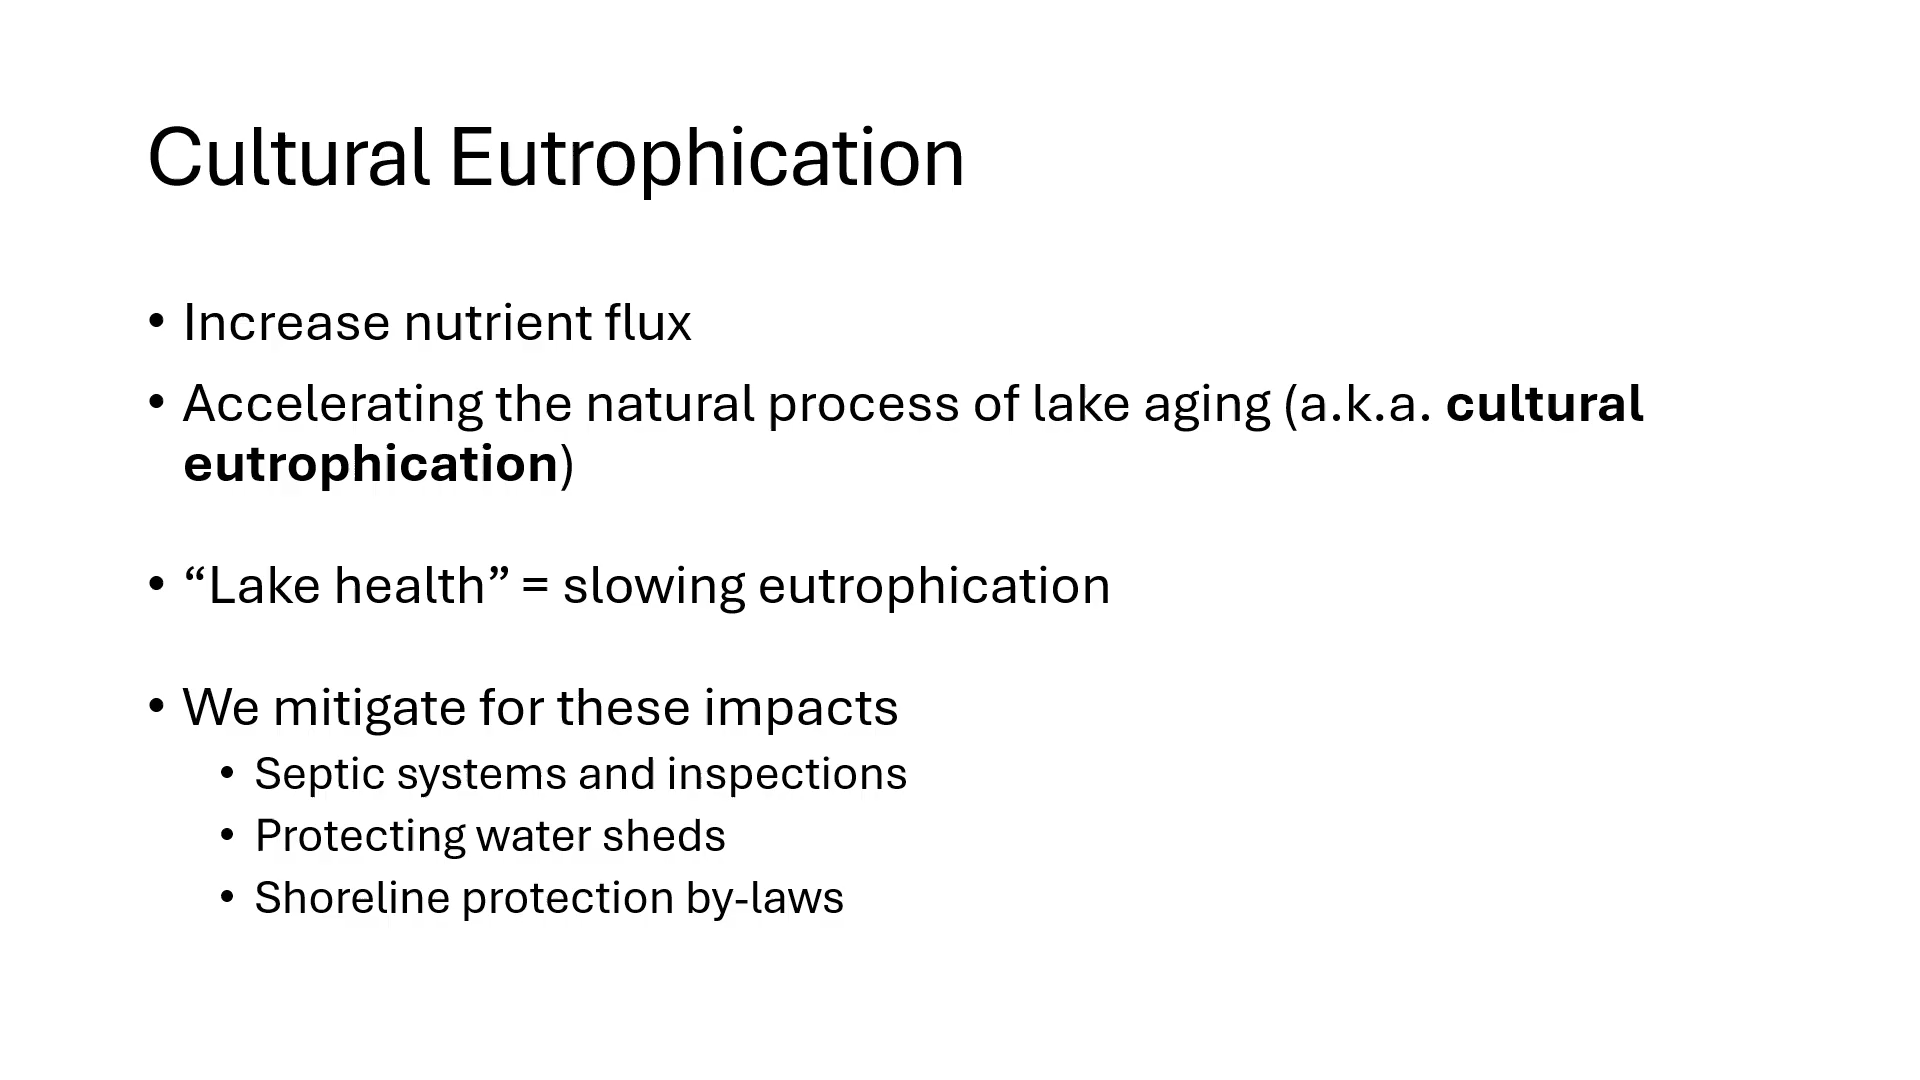 Cultural Eutrophication
• Increase nutrient flux
• Accelerating the natural process of lake aging (a.k.a. cultural
eutrophication)
• “Lake health” = slowing eutrophication
• We mitigate for these impacts
• Septic systems and inspections
• Protecting water sheds
• Shoreline protection by-laws